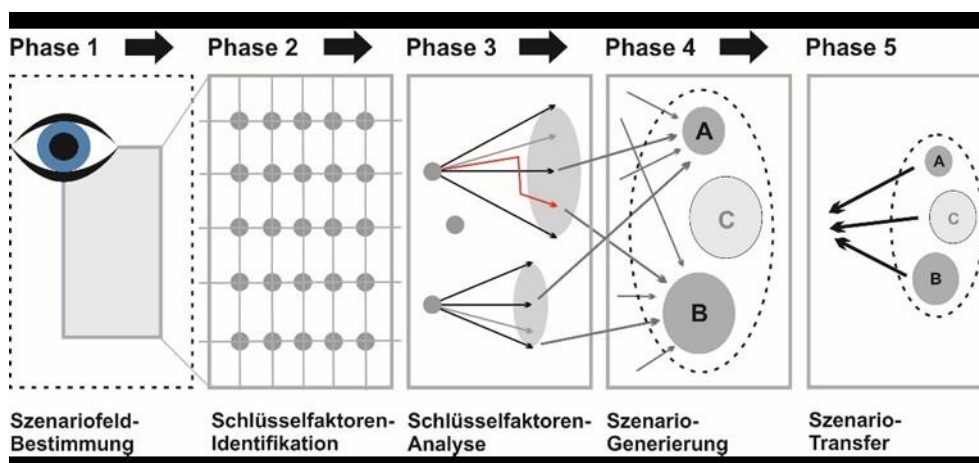 Phase 1
Phase 2
Phase 3
Phase 4
Phase 5
A
C
B
A
C
B
Szenariofeld-
Bestimmung
Schlüsselfaktoren-
Identifikation
Schlüsselfaktoren-
Analyse
Szenario-
Generierung
Szenario-
Transfer